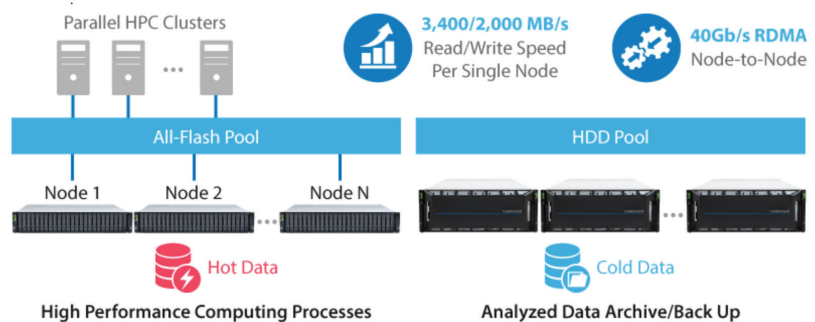 Parallel HPC Clusters
3,400/2,000 MB/s
Read/Write Speed
Per Single Node
40Gb/s RDMA
Node-to-Node
All-Flash Pool
HDD Pool
Node 1
Node 2
Node N
Hot Data
Cold Data
High Performance Computing Processes
Analyzed Data Archive/Back Up